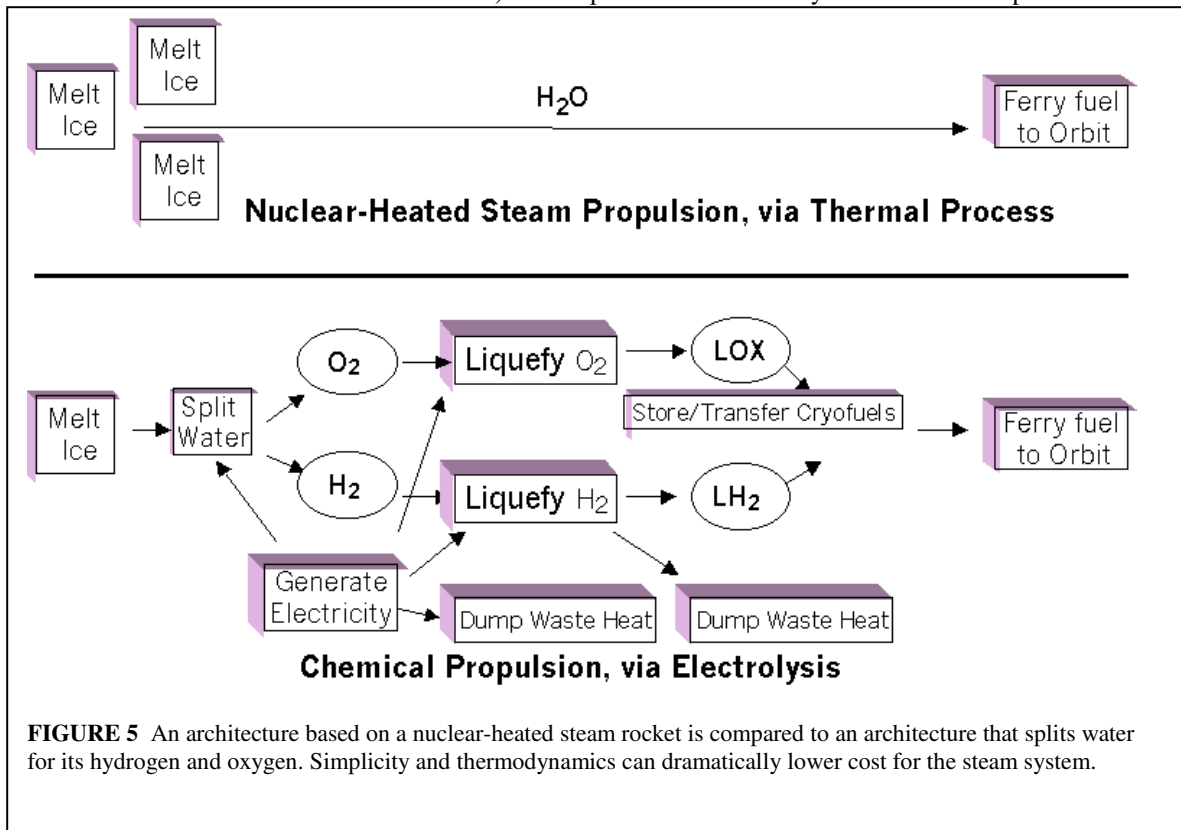 Melt
Ice
Melt
Ice
Melt
Ice
H2O
Ferry fuel
to Orbit
Nuclear-Heated Steam Propulsion, via Thermal Process
O2
Liquefy O2
LOX
Melt
Ice
Split
Water
Store/Transfer Cryofuels
Ferry fuel
to Orbit
H2
Liquefy H2
LH2
Generate
Electricity
Dump Waste Heat
Dump Waste Heat
Chemical Propulsion, via Electrolysis
FIGURE 5 An architecture based on a nuclear-heated steam rocket is compared to an architecture that splits water
for its hydrogen and oxygen. Simplicity and thermodynamics can dramatically lower cost for the steam system.